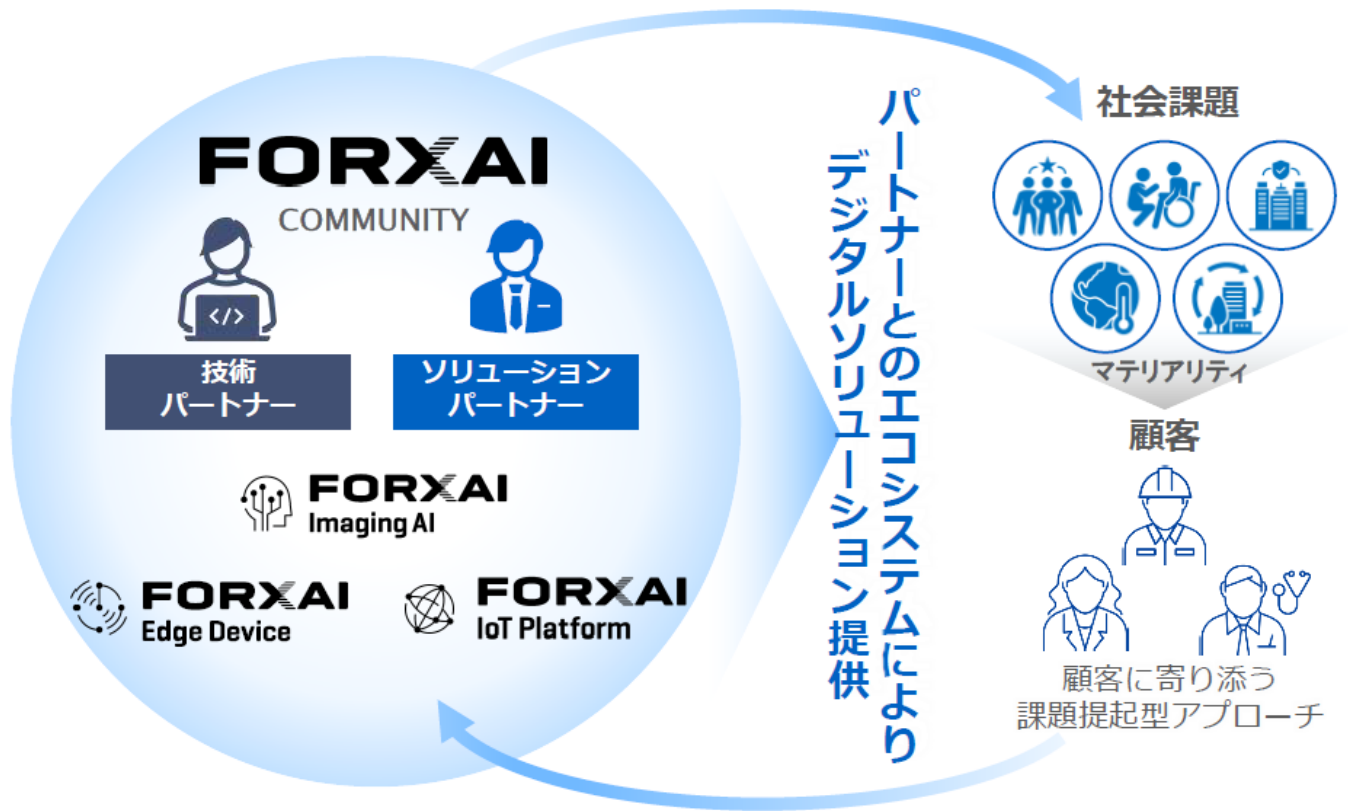 FORXAI
COMMUNITY
技術
パートナー
ソリューション
パートナー
FORXAI
Imaging AI
FORXAI
Edge Device
FORXAI
IoT Platform
パートナーとのエコシステムにより
デジタルソリューション提供
社会課題
マテリアリティ
顧客
顧客に寄り添う
課題提起型アプローチ